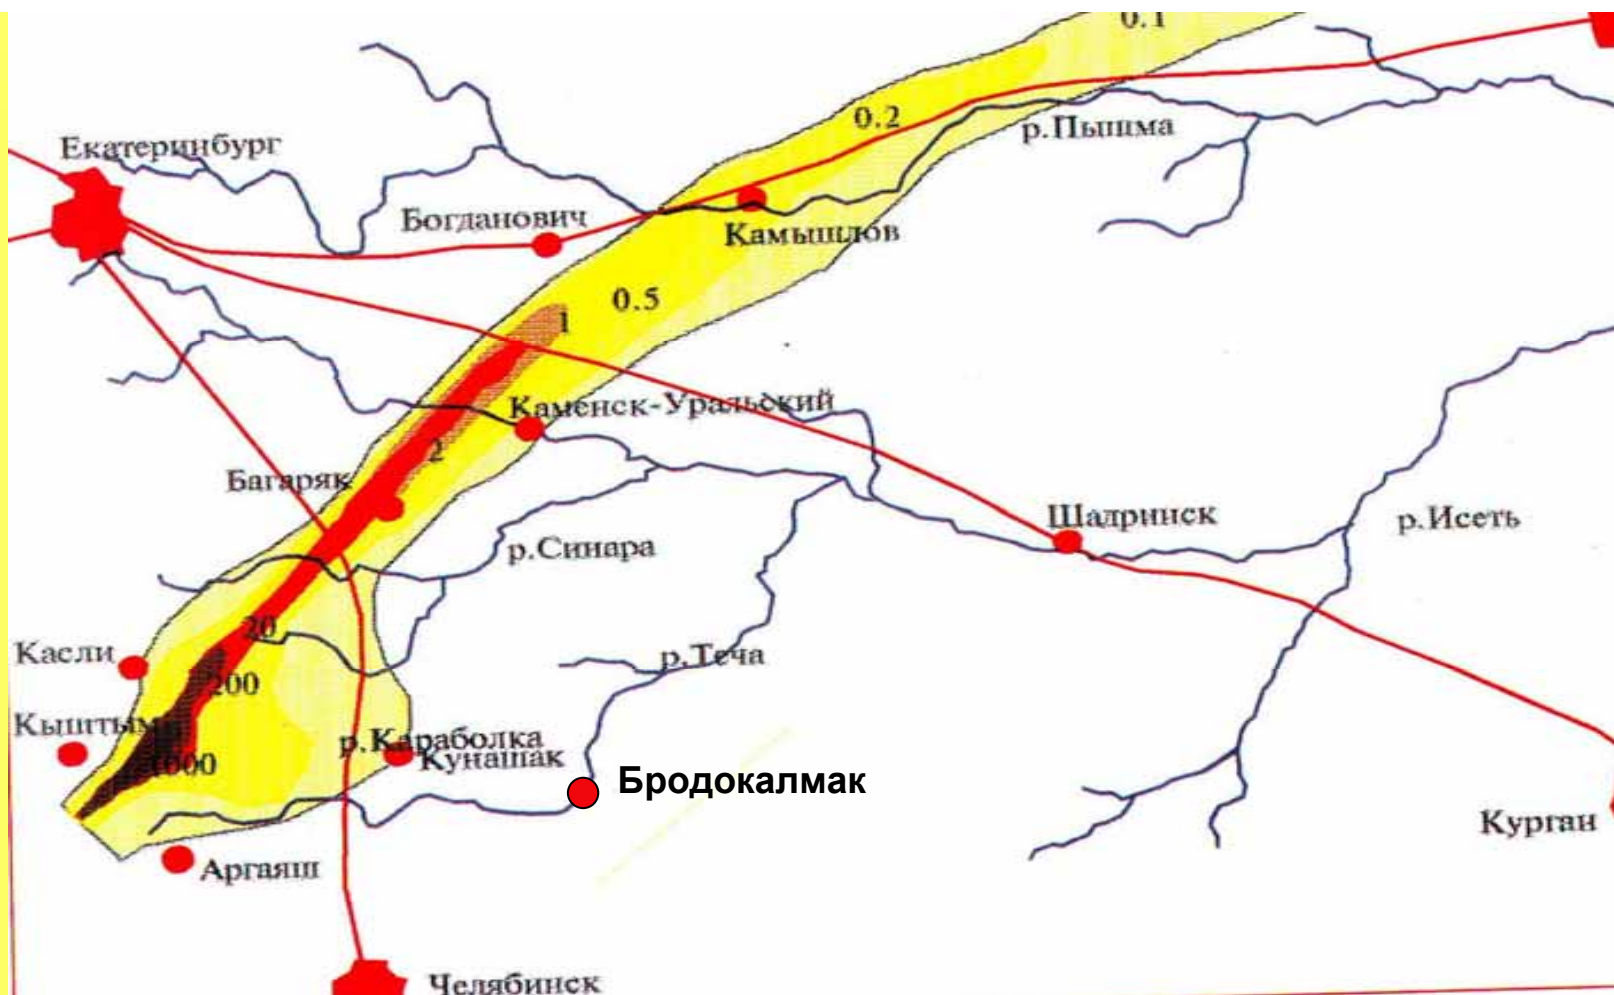 0.1
0.2
р.Пышма
Екатеринбург
Богданович
Камышлов
0.5
1
Каменск-Уральский
2
Багаряк
Шадринск
р.Исеть
р.Синара
20
Касли
р.Теча
200
Кыштым
р.Караболка
Кунашак
1000
Бродокалмак
Курган
Аргаяш
Челябинск